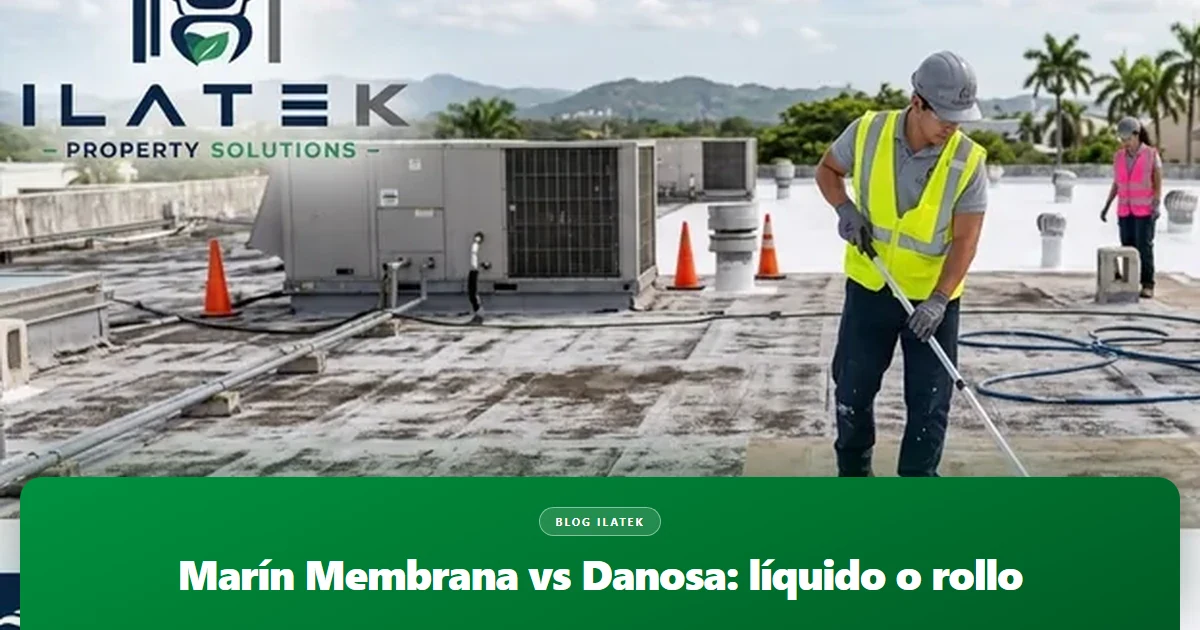 ILATEK
PROPERTY SOLUTIONS
BLOG ILATEK
Marín Membrana vs Danosa: líquido o rollo